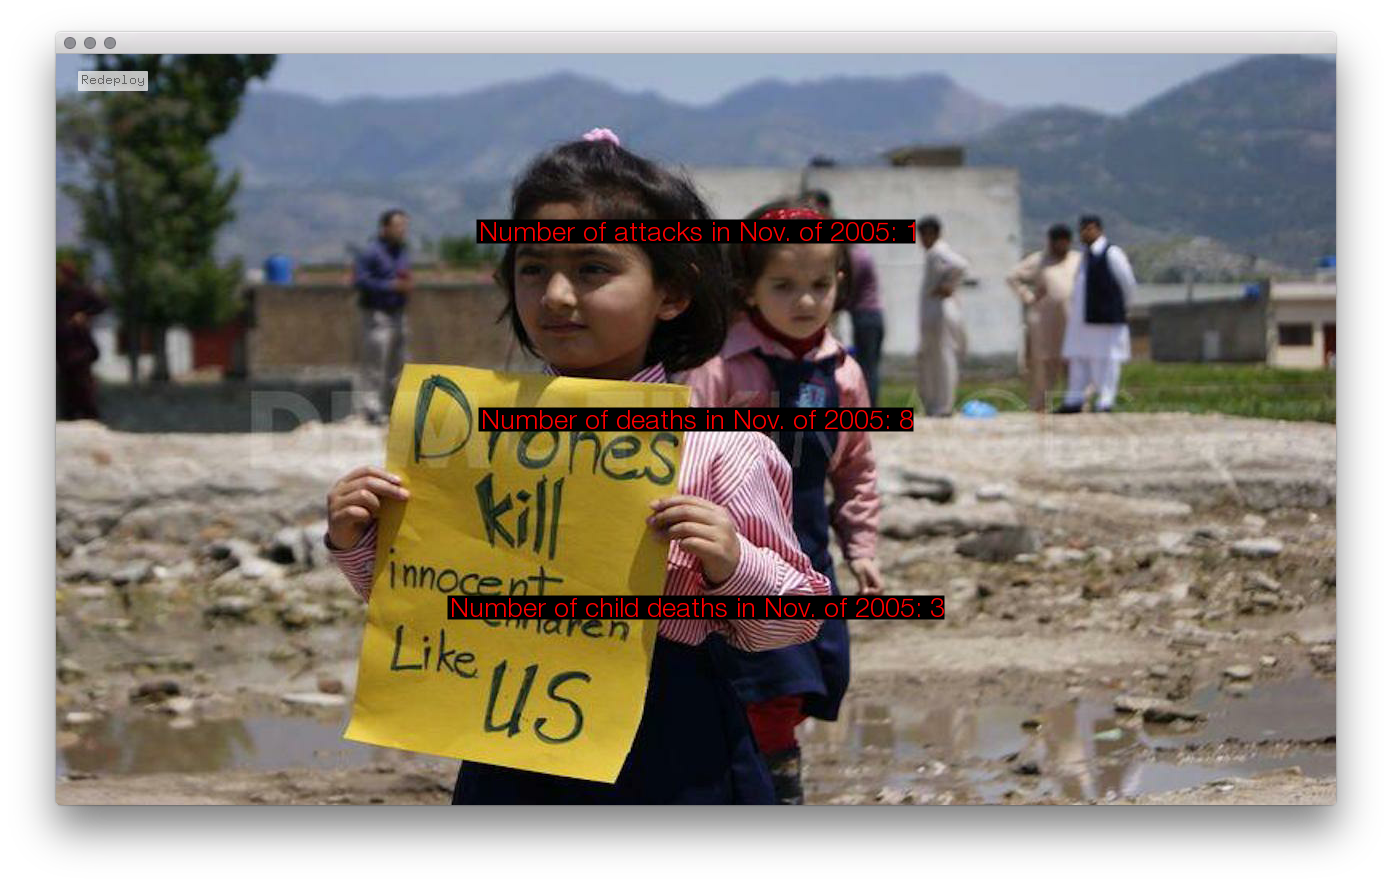 Redeploy
Number of attacks in Nov. of 2005: 1
Number of deaths in Nov. of 2005: 8
Drones
kill
innocent
Number of child deaths in Nov. of 2005: 3
children
Like
US